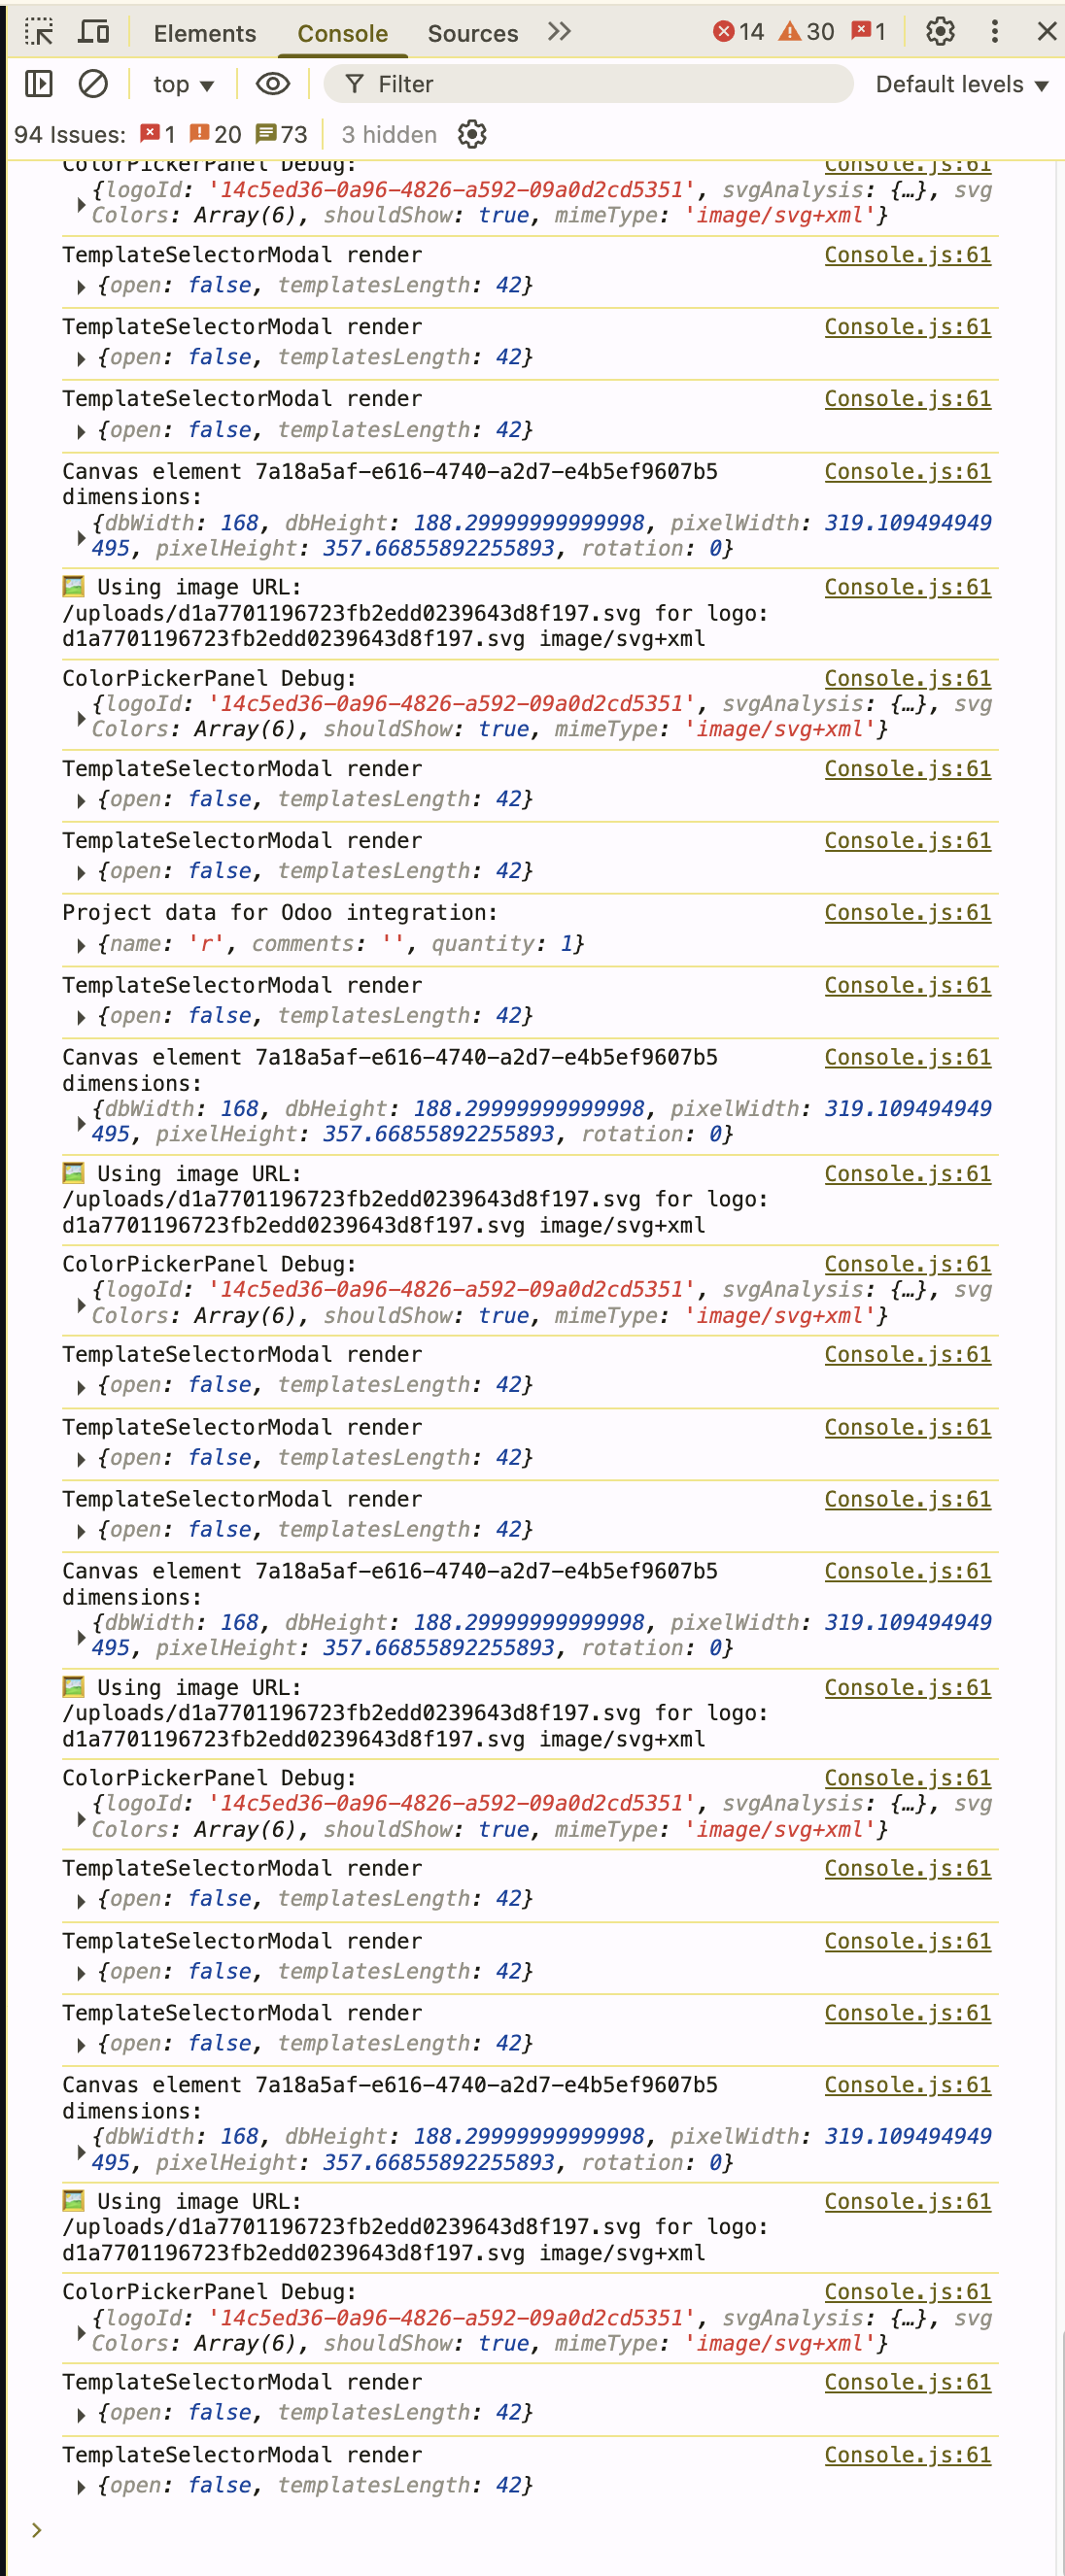 Elements Console Sources 14 30 1
top Filter Default levels
94 Issues: 1 20 73 3 hidden
ColorPickerPanel Debug: Console.js:61
{logoId: '14c5ed36-0a96-4826-a592-09a0d2cd5351', svgAnalysis: {…}, svg
Colors: Array(6), shouldShow: true, mimeType: 'image/svg+xml'}
TemplateSelectorModal render Console.js:61
{open: false, templatesLength: 42}
TemplateSelectorModal render Console.js:61
{open: false, templatesLength: 42}
TemplateSelectorModal render Console.js:61
{open: false, templatesLength: 42}
Canvas element 7a18a5af-e616-4740-a2d7-e4b5ef9607b5 Console.js:61
dimensions:
{dbWidth: 168, dbHeight: 188.29999999999998, pixelWidth: 319.109494949
495, pixelHeight: 357.66855892255893, rotation: 0}
🖼️ Using image URL: Console.js:61
/uploads/d1a7701196723fb2edd0239643d8f197.svg for logo:
d1a7701196723fb2edd0239643d8f197.svg image/svg+xml
ColorPickerPanel Debug: Console.js:61
{logoId: '14c5ed36-0a96-4826-a592-09a0d2cd5351', svgAnalysis: {…}, svg
Colors: Array(6), shouldShow: true, mimeType: 'image/svg+xml'}
TemplateSelectorModal render Console.js:61
{open: false, templatesLength: 42}
TemplateSelectorModal render Console.js:61
{open: false, templatesLength: 42}
Project data for Odoo integration: Console.js:61
{name: 'r', comments: '', quantity: 1}
TemplateSelectorModal render Console.js:61
{open: false, templatesLength: 42}
Canvas element 7a18a5af-e616-4740-a2d7-e4b5ef9607b5 Console.js:61
dimensions:
{dbWidth: 168, dbHeight: 188.29999999999998, pixelWidth: 319.109494949
495, pixelHeight: 357.66855892255893, rotation: 0}
🖼️ Using image URL: Console.js:61
/uploads/d1a7701196723fb2edd0239643d8f197.svg for logo:
d1a7701196723fb2edd0239643d8f197.svg image/svg+xml
ColorPickerPanel Debug: Console.js:61
{logoId: '14c5ed36-0a96-4826-a592-09a0d2cd5351', svgAnalysis: {…}, svg
Colors: Array(6), shouldShow: true, mimeType: 'image/svg+xml'}
TemplateSelectorModal render Console.js:61
{open: false, templatesLength: 42}
TemplateSelectorModal render Console.js:61
{open: false, templatesLength: 42}
TemplateSelectorModal render Console.js:61
{open: false, templatesLength: 42}
Canvas element 7a18a5af-e616-4740-a2d7-e4b5ef9607b5 Console.js:61
dimensions:
{dbWidth: 168, dbHeight: 188.29999999999998, pixelWidth: 319.109494949
495, pixelHeight: 357.66855892255893, rotation: 0}
🖼️ Using image URL: Console.js:61
/uploads/d1a7701196723fb2edd0239643d8f197.svg for logo:
d1a7701196723fb2edd0239643d8f197.svg image/svg+xml
ColorPickerPanel Debug: Console.js:61
{logoId: '14c5ed36-0a96-4826-a592-09a0d2cd5351', svgAnalysis: {…}, svg
Colors: Array(6), shouldShow: true, mimeType: 'image/svg+xml'}
TemplateSelectorModal render Console.js:61
{open: false, templatesLength: 42}
TemplateSelectorModal render Console.js:61
{open: false, templatesLength: 42}
TemplateSelectorModal render Console.js:61
{open: false, templatesLength: 42}
Canvas element 7a18a5af-e616-4740-a2d7-e4b5ef9607b5 Console.js:61
dimensions:
{dbWidth: 168, dbHeight: 188.29999999999998, pixelWidth: 319.109494949
495, pixelHeight: 357.66855892255893, rotation: 0}
🖼️ Using image URL: Console.js:61
/uploads/d1a7701196723fb2edd0239643d8f197.svg for logo:
d1a7701196723fb2edd0239643d8f197.svg image/svg+xml
ColorPickerPanel Debug: Console.js:61
{logoId: '14c5ed36-0a96-4826-a592-09a0d2cd5351', svgAnalysis: {…}, svg
Colors: Array(6), shouldShow: true, mimeType: 'image/svg+xml'}
TemplateSelectorModal render Console.js:61
{open: false, templatesLength: 42}
TemplateSelectorModal render Console.js:61
{open: false, templatesLength: 42}